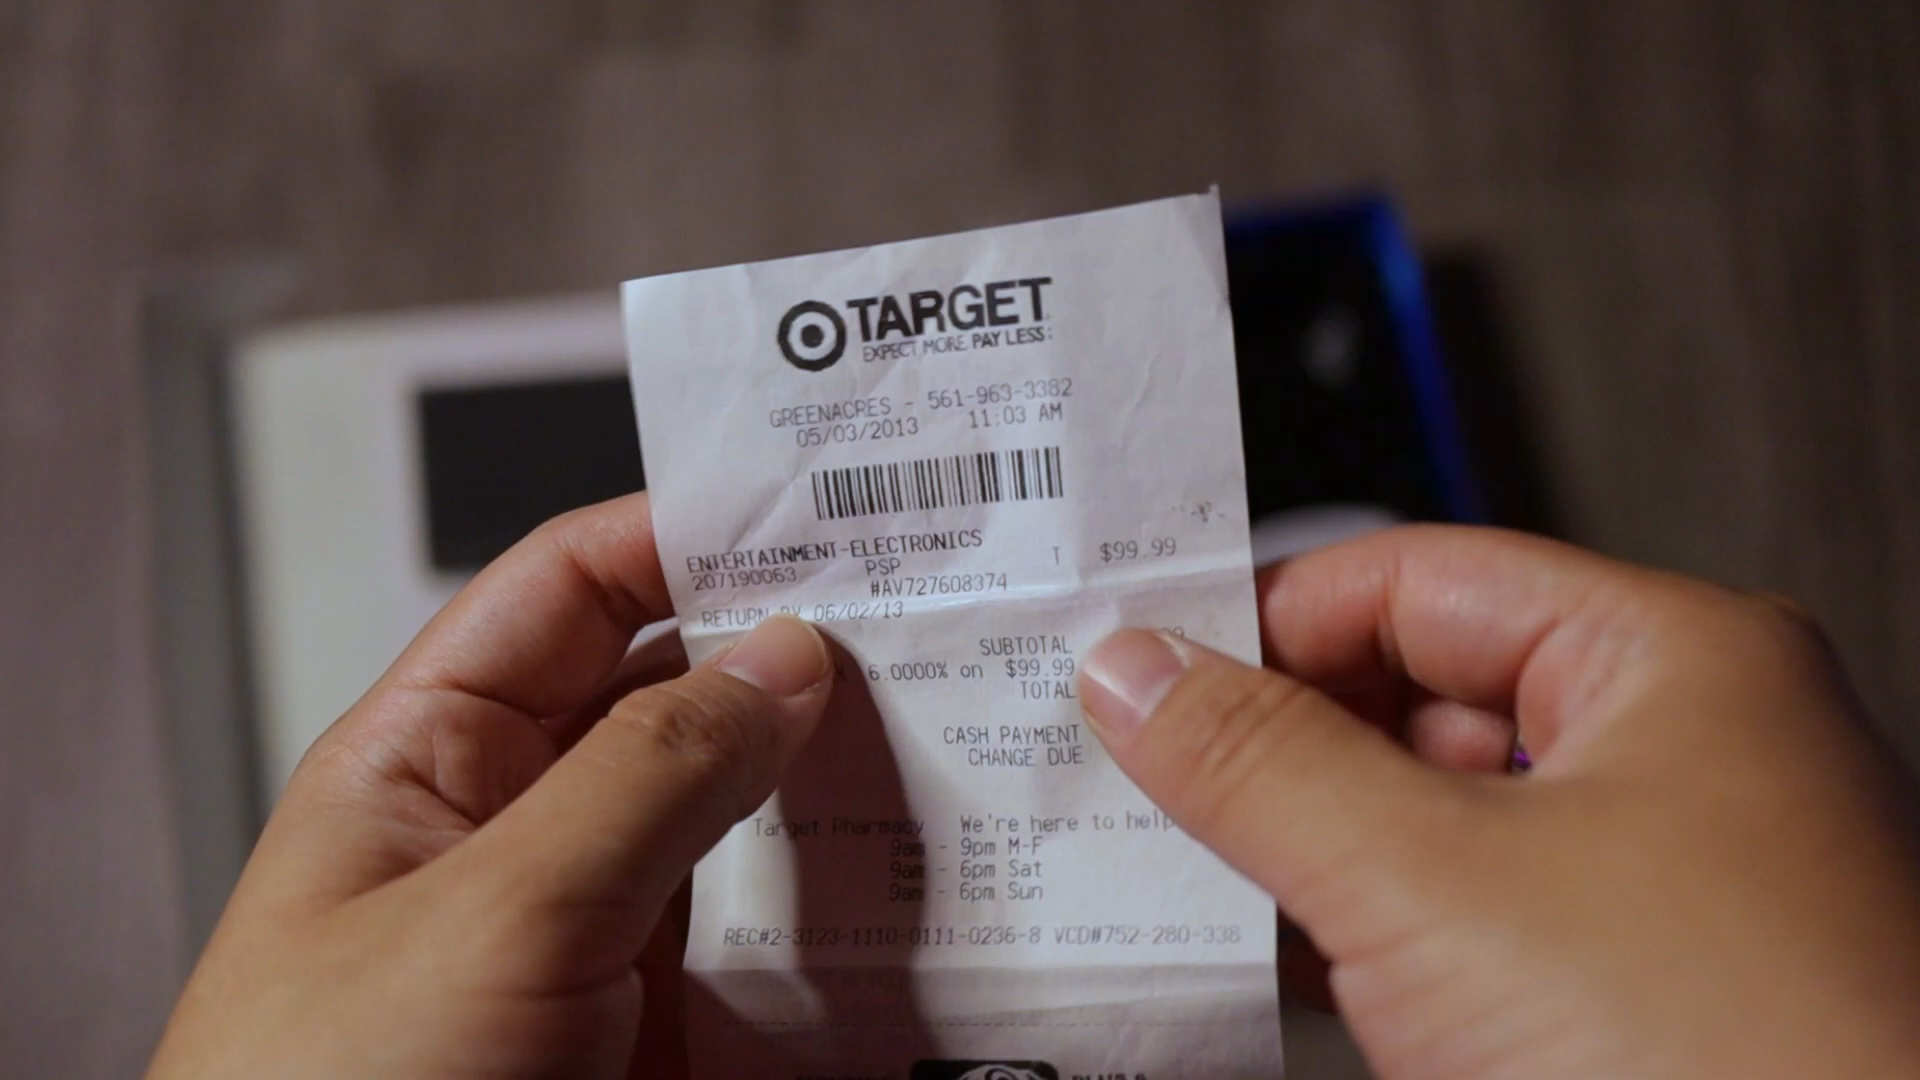 TARGET
EXPECT MORE PAY LESS.
GREENACRES - 561-963-3382
05/03/2013 11:03 AM
ENTERTAINMENT-ELECTRONICS
207190063 PSP T $99.99
#AV727608374
RETURN BY 06/02/13
SUBTOTAL
6.0000% on $99.99
TOTAL
CASH PAYMENT
CHANGE DUE
Target Pharmacy We're here to help
9am - 9pm M-F
9am - 6pm Sat
9am - 6pm Sun
REC#2-3123-1110-0111-0236-8 VCD#752-280-338